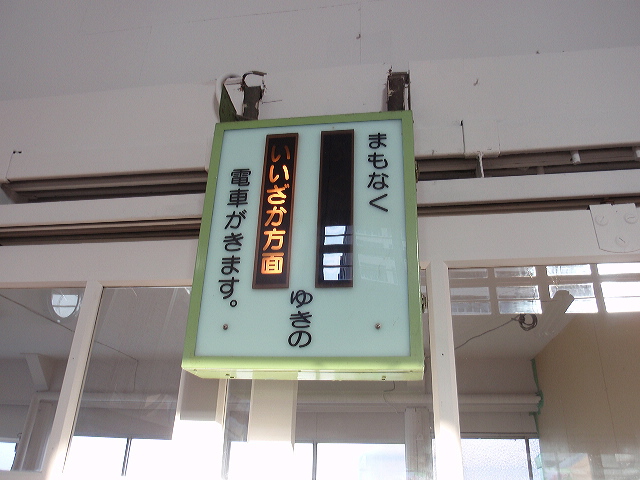 まもなく
ゆきの
いいざか方面
電車がきます。